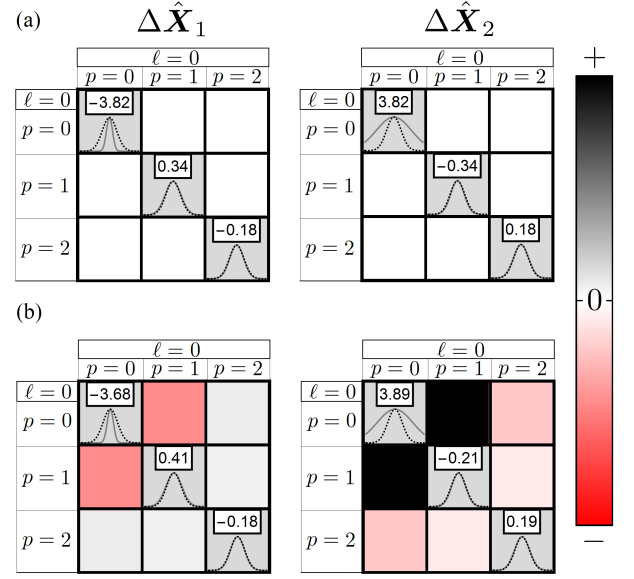 (a)
ΔX̂₁
ΔX̂₂
ℓ = 0
p = 0 p = 1 p = 2
ℓ = 0
p = 0
p = 1
p = 2
−3.82
0.34
−0.18
ℓ = 0
p = 0 p = 1 p = 2
ℓ = 0
p = 0
p = 1
p = 2
3.82
−0.34
0.18
+
0
−
(b)
ℓ = 0
p = 0 p = 1 p = 2
ℓ = 0
p = 0
p = 1
p = 2
−3.68
0.41
−0.18
ℓ = 0
p = 0 p = 1 p = 2
ℓ = 0
p = 0
p = 1
p = 2
3.89
−0.21
0.19